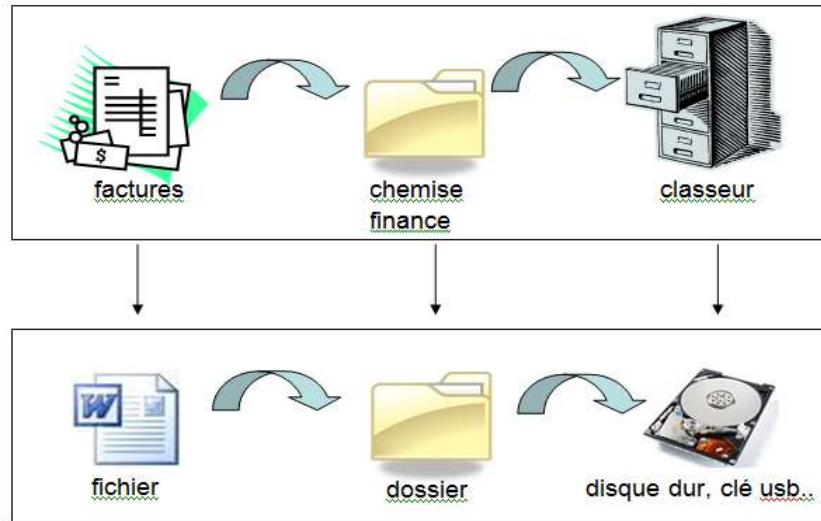 $
factures
chemise
finance
classeur
W
fichier
dossier
disque dur, clé usb..